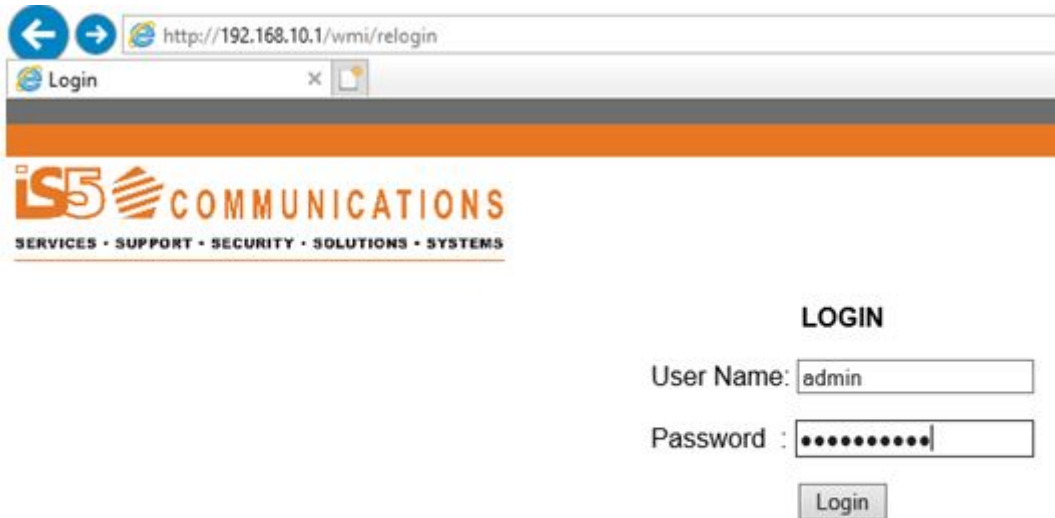 http://192.168.10.1/wmi/relogin
Login
iS5 COMMUNICATIONS
SERVICES • SUPPORT • SECURITY • SOLUTIONS • SYSTEMS
LOGIN
User Name: admin
Password : ●●●●●●●●●●
Login